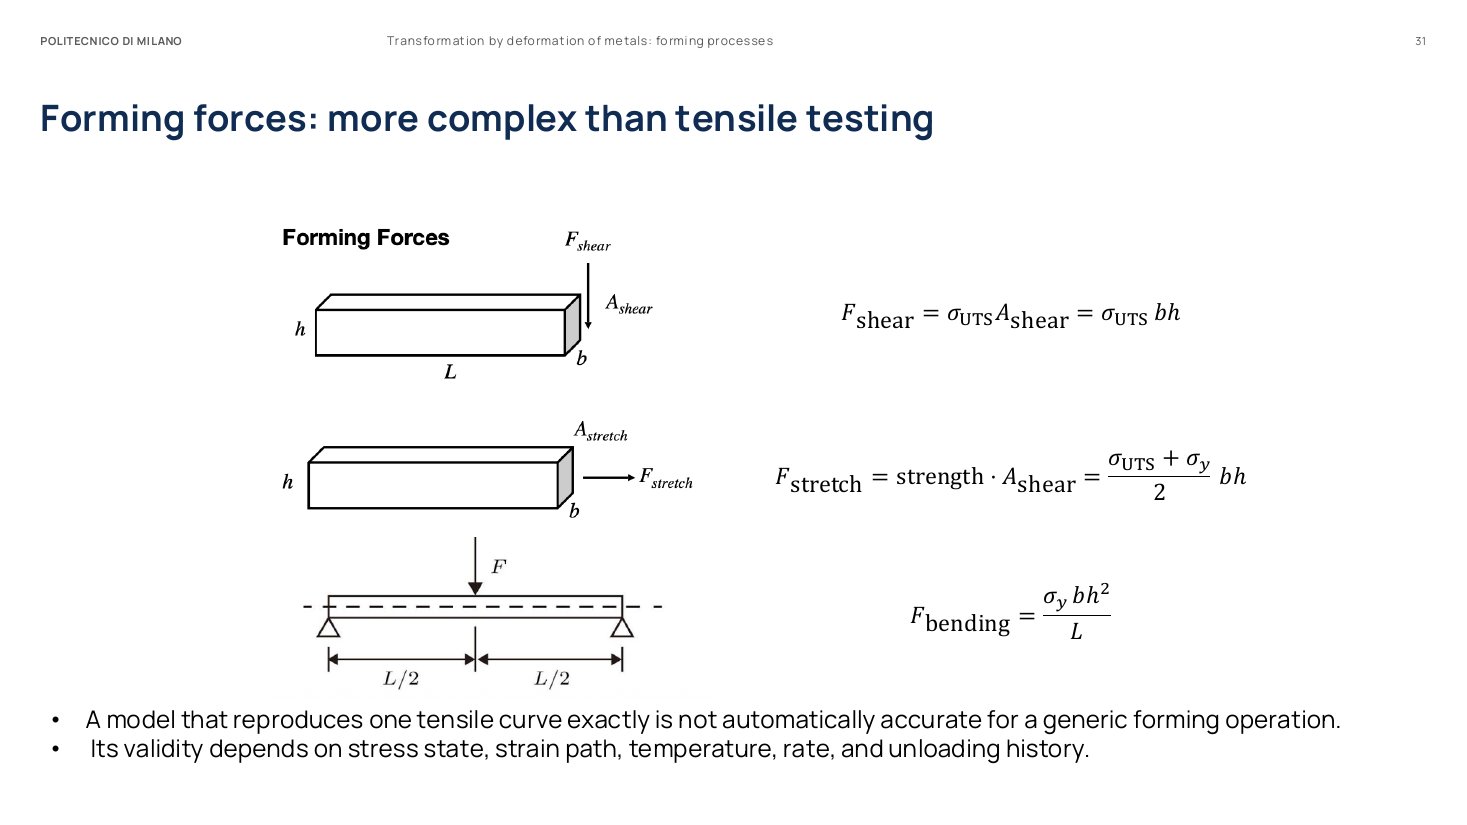 POLITECNICO DI MILANO
Transformation by deformation of metals: forming processes
31
Forming forces: more complex than tensile testing
Forming Forces
F_shear
A_shear
h
b
L
F_shear = σ_UTS A_shear = σ_UTS bh
A_stretch
h
F_stretch
b
F_stretch = strength · A_shear = (σ_UTS + σ_y)/2 bh
F
L/2
L/2
F_bending = σ_y bh²/L
• A model that reproduces one tensile curve exactly is not automatically accurate for a generic forming operation.
• Its validity depends on stress state, strain path, temperature, rate, and unloading history.